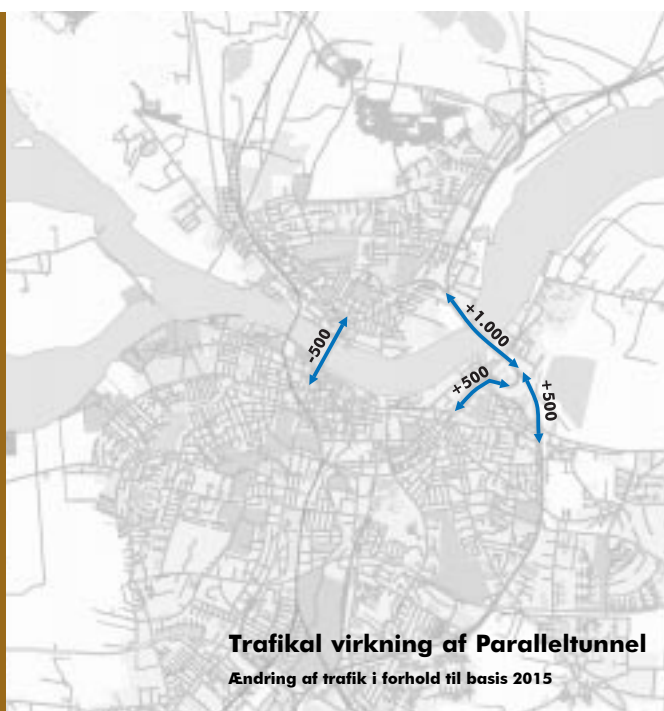 -500
+1.000
+500
+500
Trafikal virkning af Paralleltunnel
Ændring af trafik i forhold til basis 2015